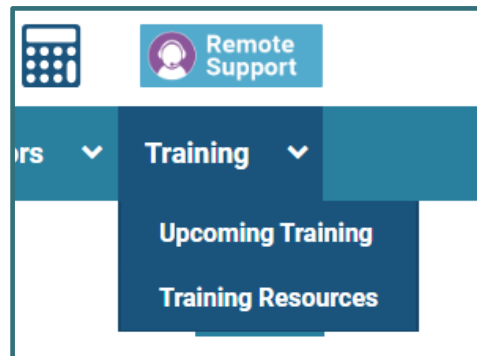 Remote
Support
rs
Training
Upcoming Training
Training Resources